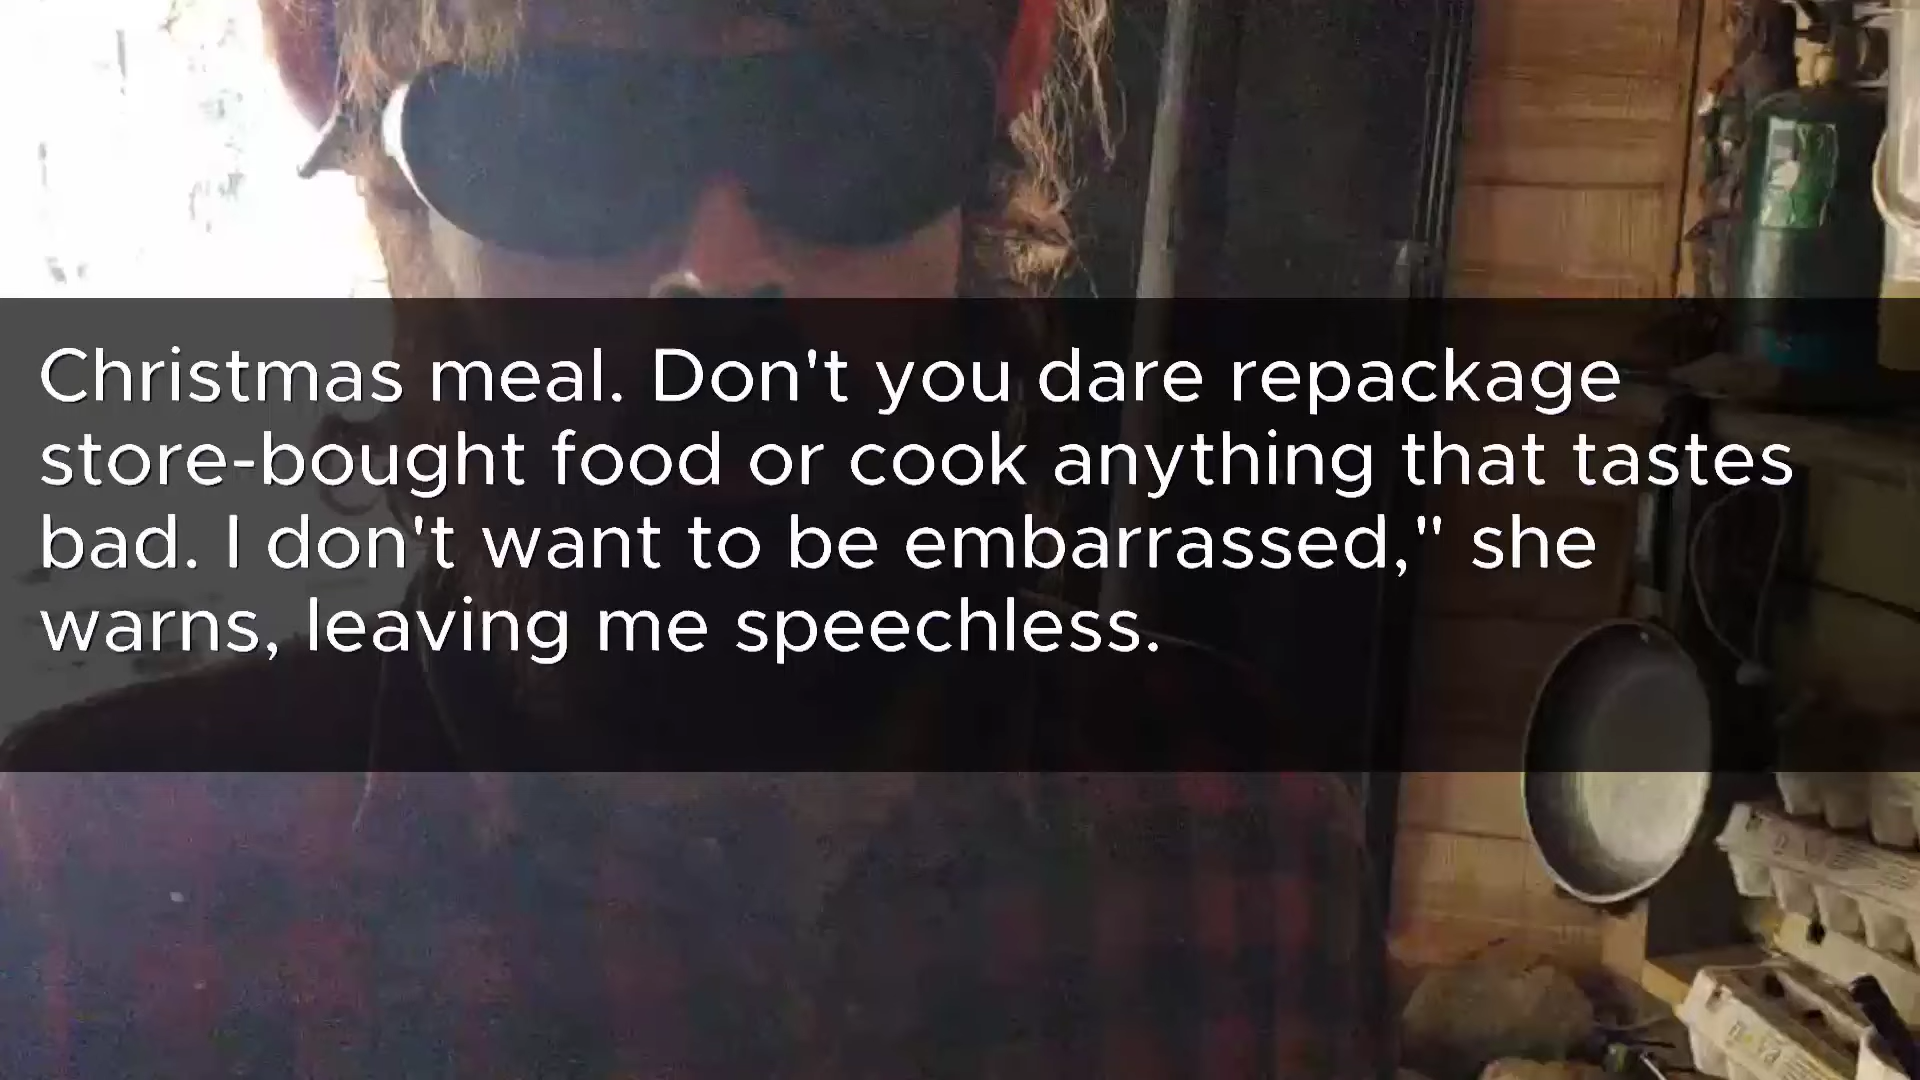 Christmas meal. Don't you dare repackage
store-bought food or cook anything that tastes
bad. I don't want to be embarrassed," she
warns, leaving me speechless.